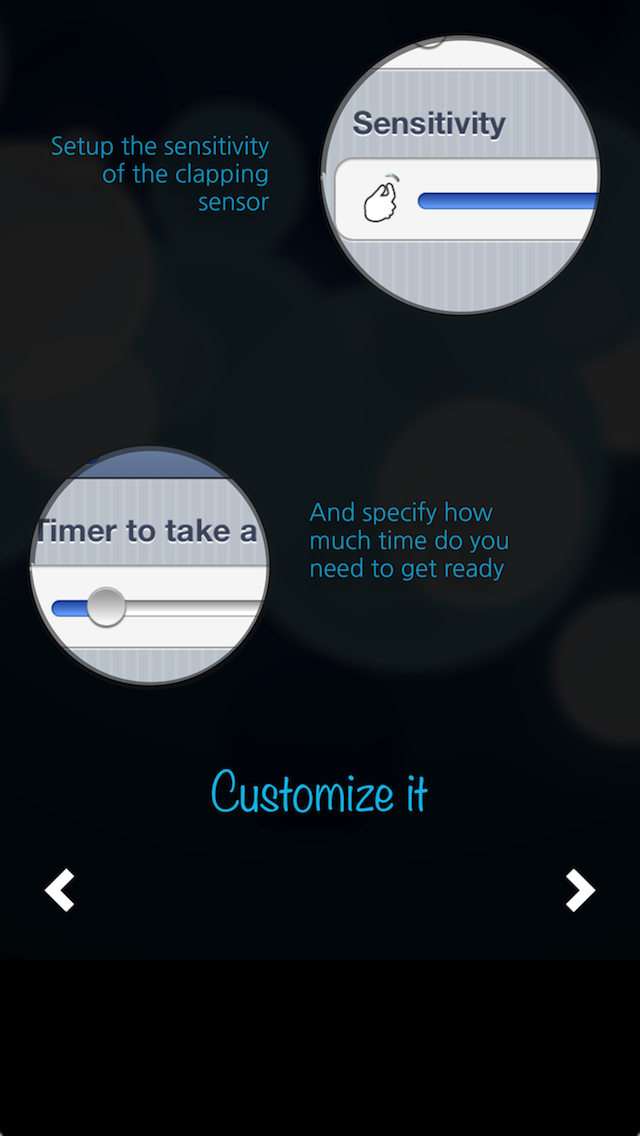 Setup the sensitivity
of the clapping
sensor
Sensitivity
Timer to take a
And specify how
much time do you
need to get ready
Customize it